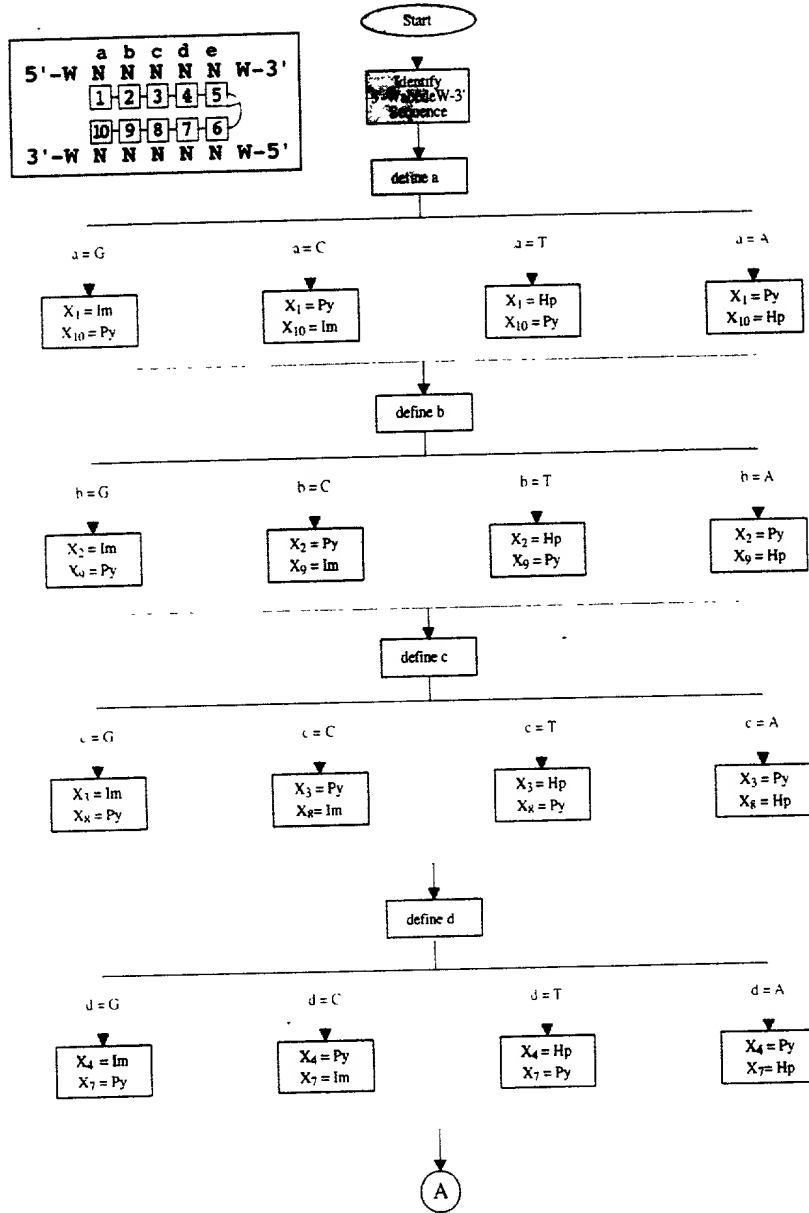 Start
a b c d e
5'-W N N N N N W-3'
1 2 3 4 5
10 9 8 7 6
3'-W N N N N N W-5'
Identify
Sequence
define a
a = G
a = C
a = T
a = A
X1 = Im
X10 = Py
X1 = Py
X10 = Im
X1 = Hp
X10 = Py
X1 = Py
X10 = Hp
define b
b = G
b = C
b = T
b = A
X2 = Im
X9 = Py
X2 = Py
X9 = Im
X2 = Hp
X9 = Py
X2 = Py
X9 = Hp
define c
c = G
c = C
c = T
c = A
X3 = Im
X8 = Py
X3 = Py
X8= Im
X3 = Hp
X8 = Py
X3 = Py
X8 = Hp
define d
d = G
d = C
d = T
d = A
X4 = Im
X7 = Py
X4 = Py
X7 = Im
X4 = Hp
X7 = Py
X4 = Py
X7= Hp
A